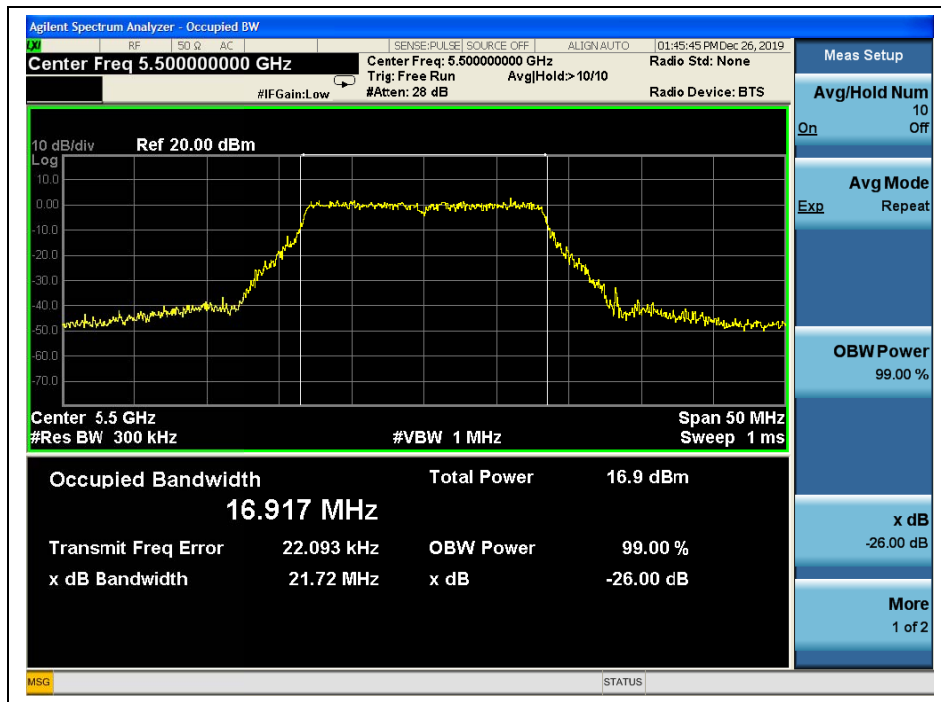 Agilent Spectrum Analyzer - Occupied BW
LXI RF 50 Ω AC SENSE:PULSE SOURCE OFF ALIGN AUTO 01:45:45 PM Dec 26, 2019
Center Freq 5.500000000 GHz Center Freq: 5.500000000 GHz Radio Std: None
Trig: Free Run Avg|Hold:>10/10
#IFGain:Low #Atten: 28 dB Radio Device: BTS
10 dB/div Ref 20.00 dBm
Log
10.0
0.00
-10.0
-20.0
-30.0
-40.0
-50.0
-60.0
-70.0
Center 5.5 GHz Span 50 MHz
#Res BW 300 kHz #VBW 1 MHz Sweep 1 ms
Occupied Bandwidth Total Power 16.9 dBm
16.917 MHz
Transmit Freq Error 22.093 kHz OBW Power 99.00 %
x dB Bandwidth 21.72 MHz x dB -26.00 dB
Meas Setup
Avg/Hold Num
10
On Off
Avg Mode
Exp Repeat
OBW Power
99.00 %
x dB
-26.00 dB
More
1 of 2
MSG STATUS